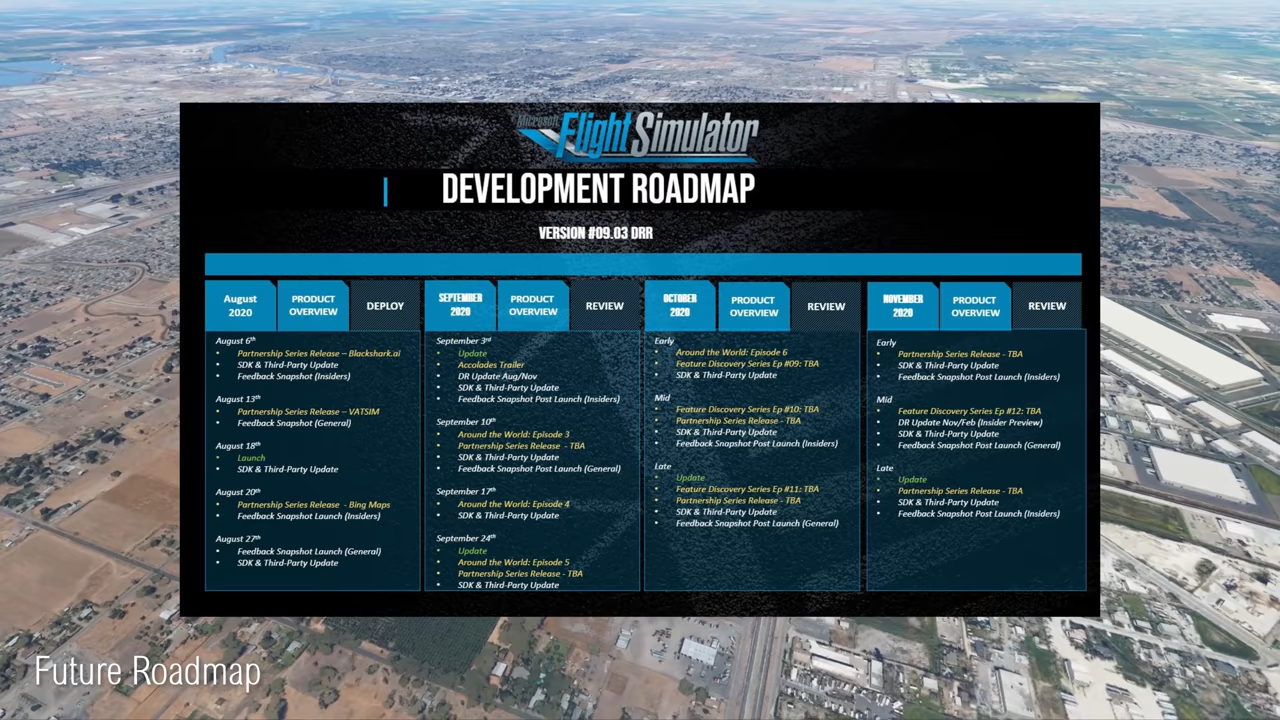 Microsoft
Flight Simulator
DEVELOPMENT ROADMAP
VERSION #09.03 DRR
August 2020
PRODUCT OVERVIEW
DEPLOY
August 6th
• Partnership Series Release – Blackshark.ai
• SDK & Third-Party Update
• Feedback Snapshot (Insiders)
August 13th
• Partnership Series Release – VATSIM
• Feedback Snapshot (General)
August 18th
• Launch
• SDK & Third-Party Update
August 20th
• Partnership Series Release - Bing Maps
• Feedback Snapshot Launch (Insiders)
August 27th
• Feedback Snapshot Launch (General)
• SDK & Third-Party Update
SEPTEMBER 2020
PRODUCT OVERVIEW
REVIEW
September 3rd
• Update
• Accolades Trailer
• DR Update Aug/Nov
• SDK & Third-Party Update
• Feedback Snapshot Post Launch (Insiders)
September 10th
• Around the World: Episode 3
• Partnership Series Release - TBA
• SDK & Third-Party Update
• Feedback Snapshot Post Launch (General)
September 17th
• Around the World: Episode 4
• SDK & Third-Party Update
September 24th
• Update
• Around the World: Episode 5
• Partnership Series Release - TBA
• SDK & Third-Party Update
OCTOBER 2020
PRODUCT OVERVIEW
REVIEW
Early
• Around the World: Episode 6
• Feature Discovery Series Ep #09: TBA
• SDK & Third-Party Update
Mid
• Feature Discovery Series Ep #10: TBA
• Partnership Series Release - TBA
• SDK & Third-Party Update
• Feedback Snapshot Post Launch (Insiders)
Late
• Update
• Feature Discovery Series Ep #11: TBA
• Partnership Series Release - TBA
• SDK & Third-Party Update
• Feedback Snapshot Post Launch (General)
NOVEMBER 2020
PRODUCT OVERVIEW
REVIEW
Early
• Partnership Series Release - TBA
• SDK & Third-Party Update
• Feedback Snapshot Post Launch (Insiders)
Mid
• Feature Discovery Series Ep #12: TBA
• DR Update Nov/Feb (Insider Preview)
• SDK & Third-Party Update
• Feedback Snapshot Post Launch (General)
Late
• Update
• Partnership Series Release - TBA
• SDK & Third-Party Update
• Feedback Snapshot Post Launch (Insiders)
Future Roadmap